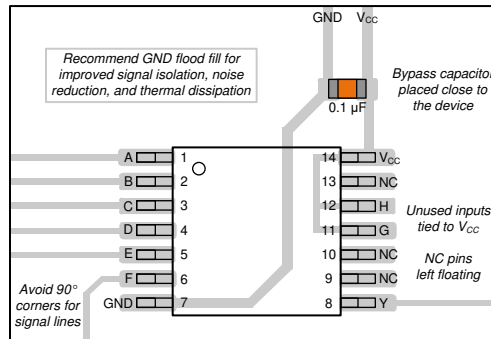 GND VCC
Recommend GND flood fill for
improved signal isolation, noise
reduction, and thermal dissipation
Bypass capacitor
placed close to
the device
0.1 µF
A 1 14 VCC
B 2 13 NC
C 3 12 H
D 4 11 G
E 5 10 NC
F 6 9 NC
GND 7 8 Y
Unused inputs
tied to VCC
NC pins
left floating
Avoid 90°
corners for
signal lines